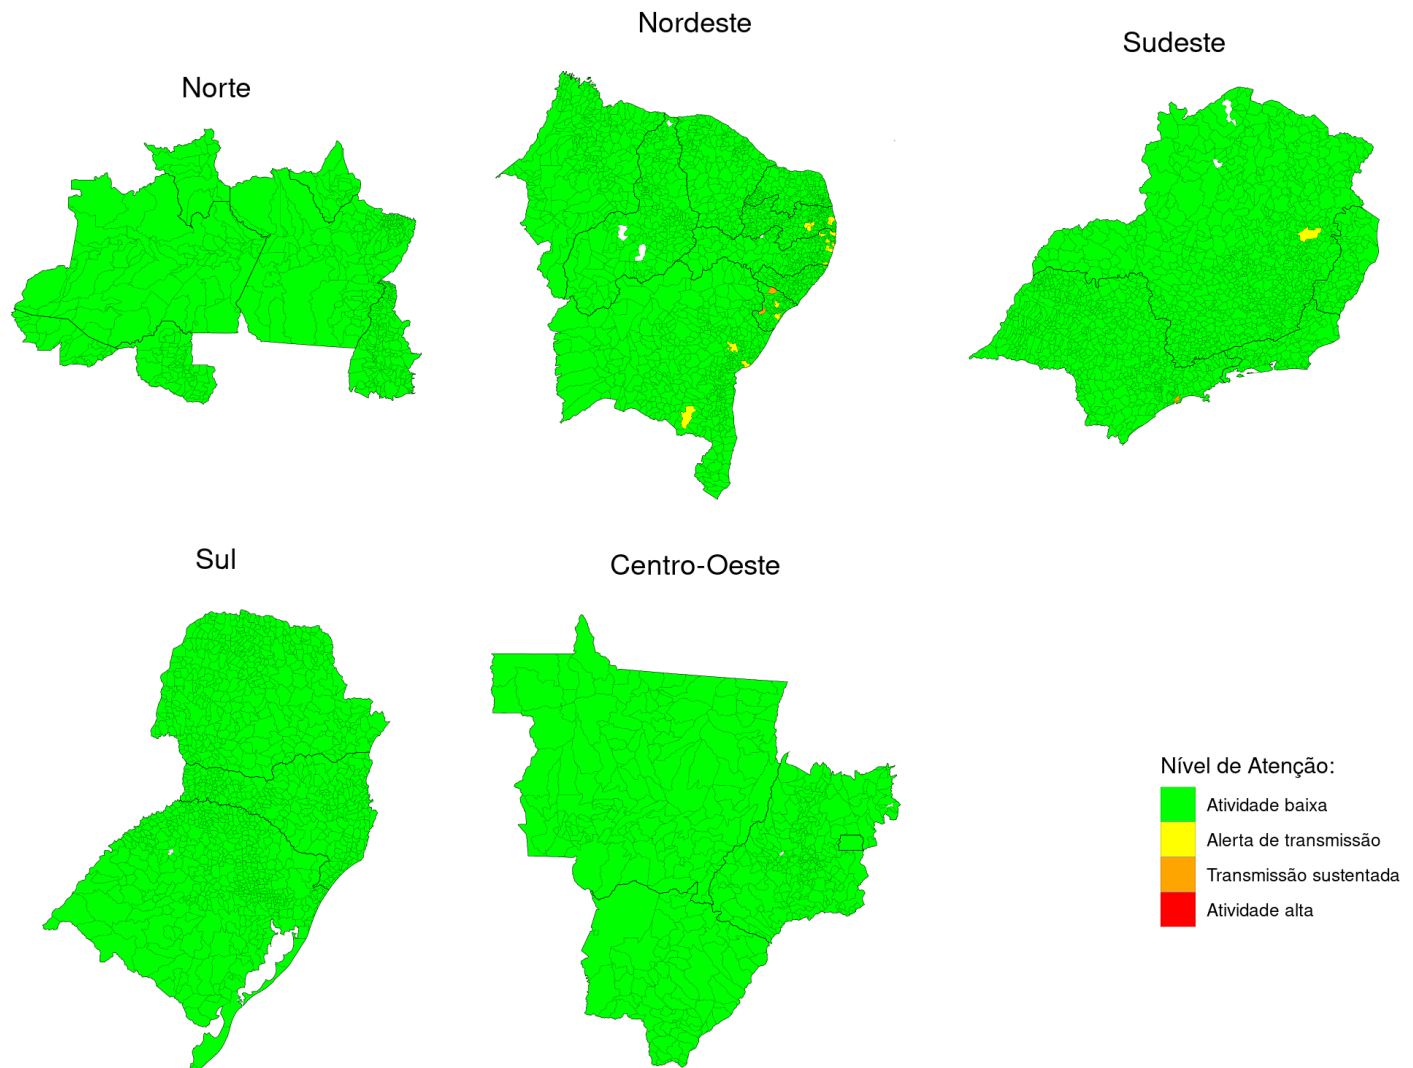 Nordeste
Sudeste
Norte
Sul
Centro-Oeste
Nível de Atenção:
Atividade baixa
Alerta de transmissão
Transmissão sustentada
Atividade alta